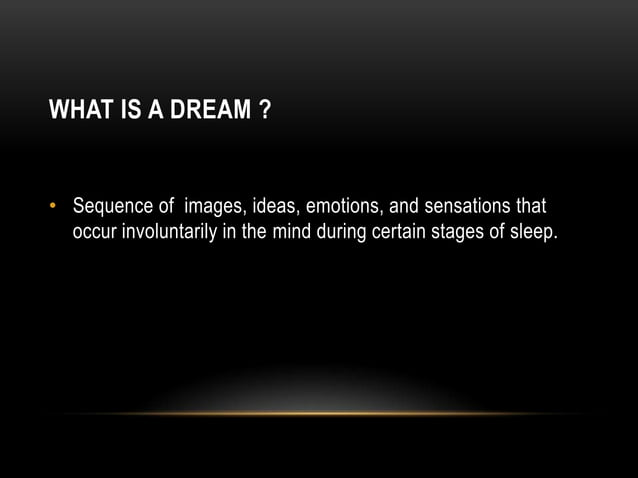 WHAT IS A DREAM ?
• Sequence of  images, ideas, emotions, and sensations that
occur involuntarily in the mind during certain stages of sleep.